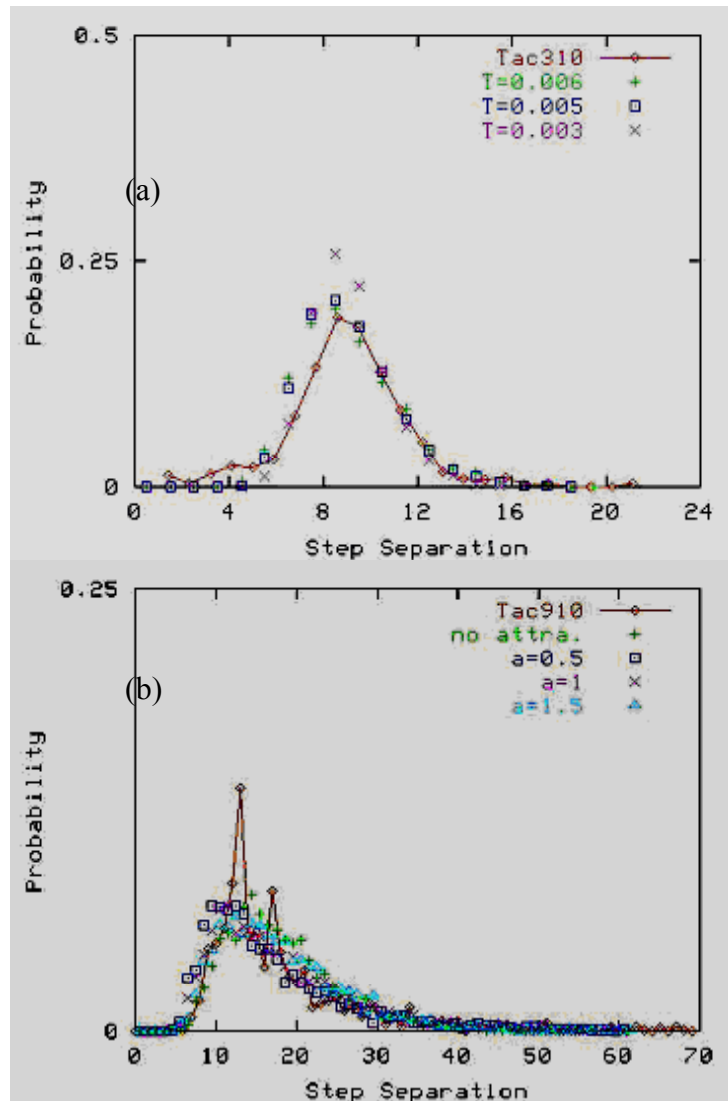 0.5
Tac310
T=0.006
T=0.005
T=0.003
(a)
0.25
Probability
0
0 4 8 12 16 20 24
Step Separation
0.25
Tac910
no attra.
a=0.5
a=1
a=1.5
(b)
Probability
0
0 10 20 30 40 50 60 70
Step Separation